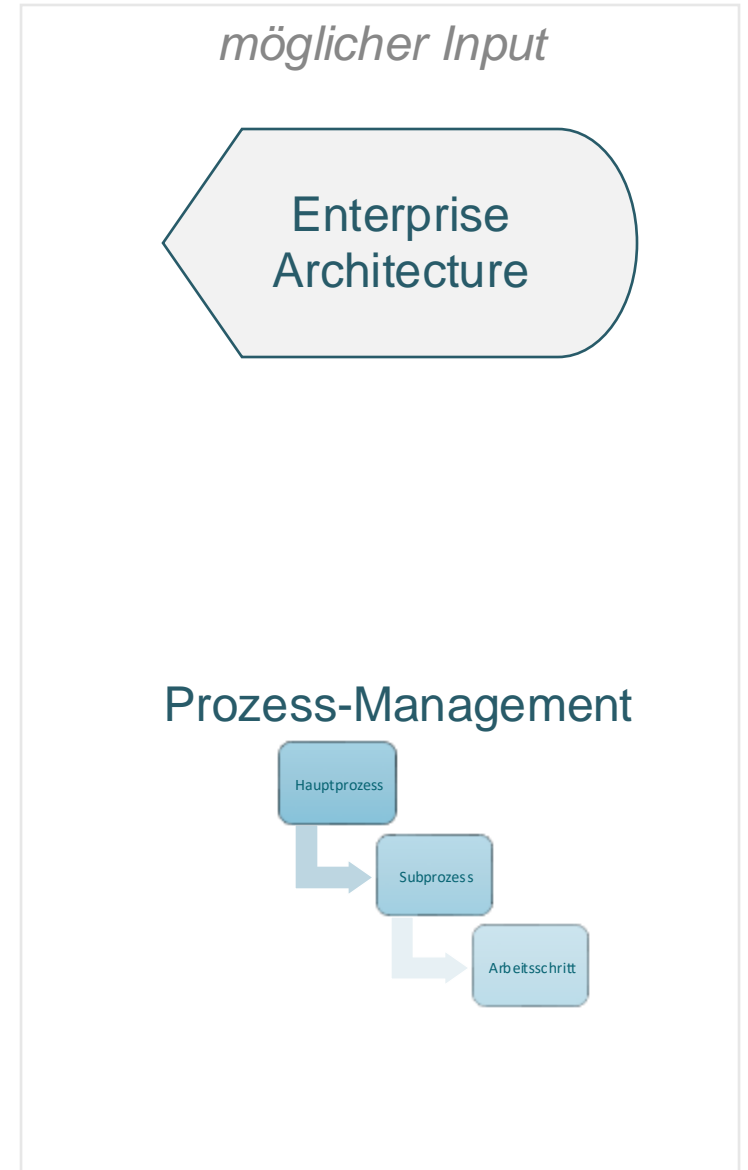 möglicher Input
Enterprise
Architecture
Prozess-Management
Hauptprozess
Subprozess
Arbeitsschritt